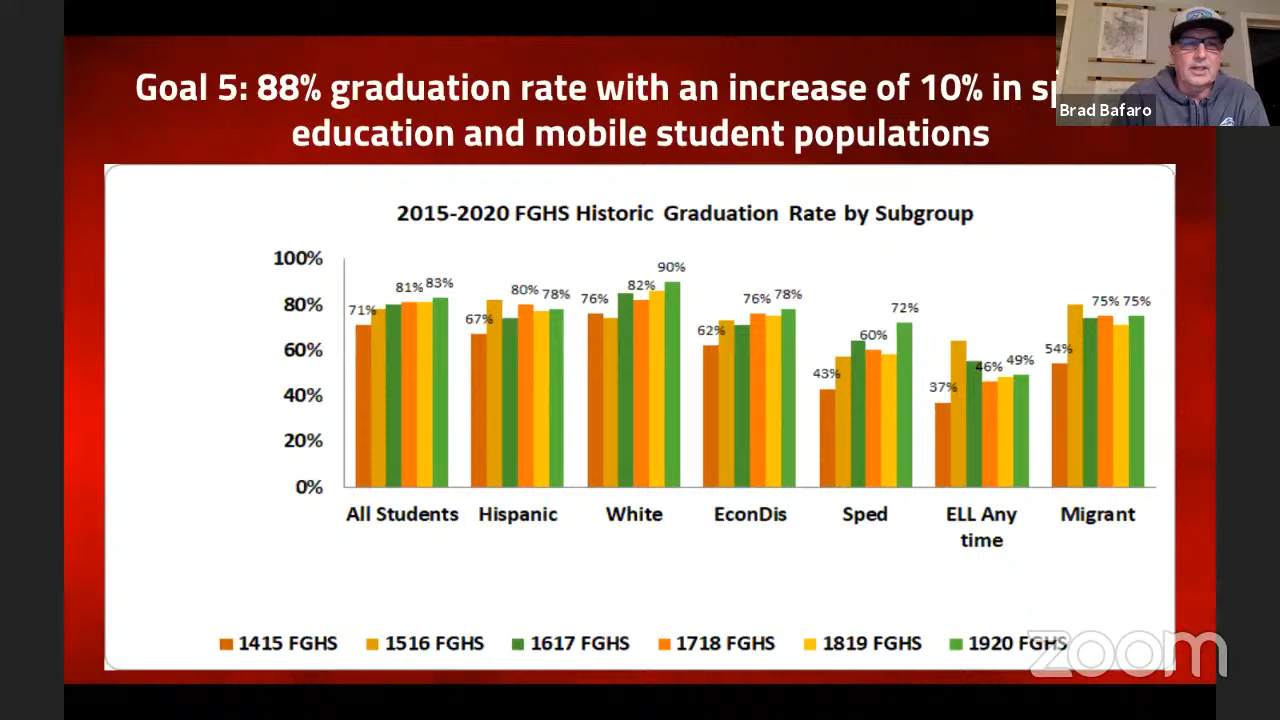 Goal 5: 88% graduation rate with an increase of 10% in
education and mobile student populations
Brad Bafaro
2015-2020 FGHS Historic Graduation Rate by Subgroup
100%
80%
60%
40%
20%
0%
71% 81% 83%
67% 80% 78%
76% 82% 90%
62% 76% 78%
43% 60% 72%
37% 46% 49%
54% 75% 75%
All Students Hispanic White EconDis Sped ELL Any Migrant
time
1415 FGHS 1516 FGHS 1617 FGHS 1718 FGHS 1819 FGHS 1920 FGHS
zoom